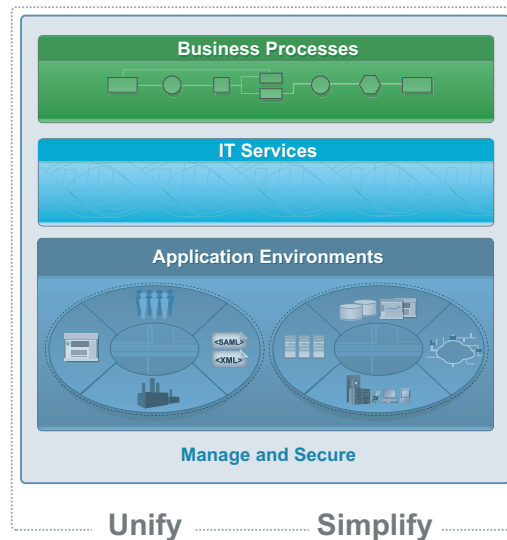 Business Processes
IT Services
Application Environments
<SAML>
<XML>
Manage and Secure
Unify
Simplify